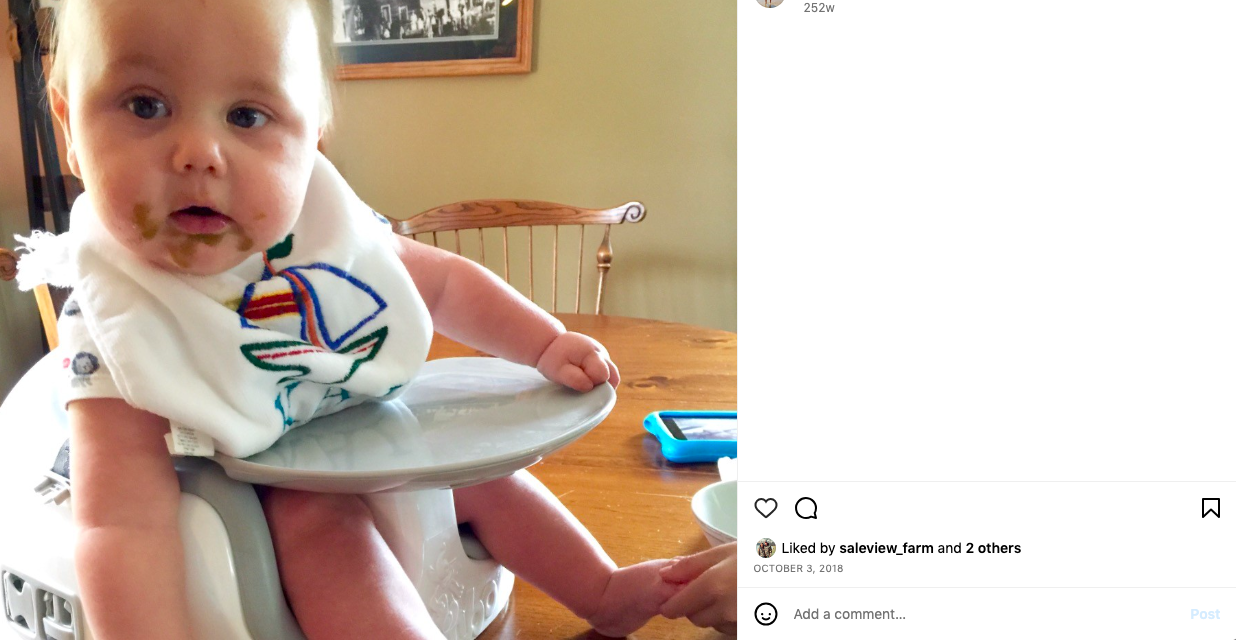 252w
Liked by saleview_farm and 2 others
OCTOBER 3, 2018
Add a comment...
Post